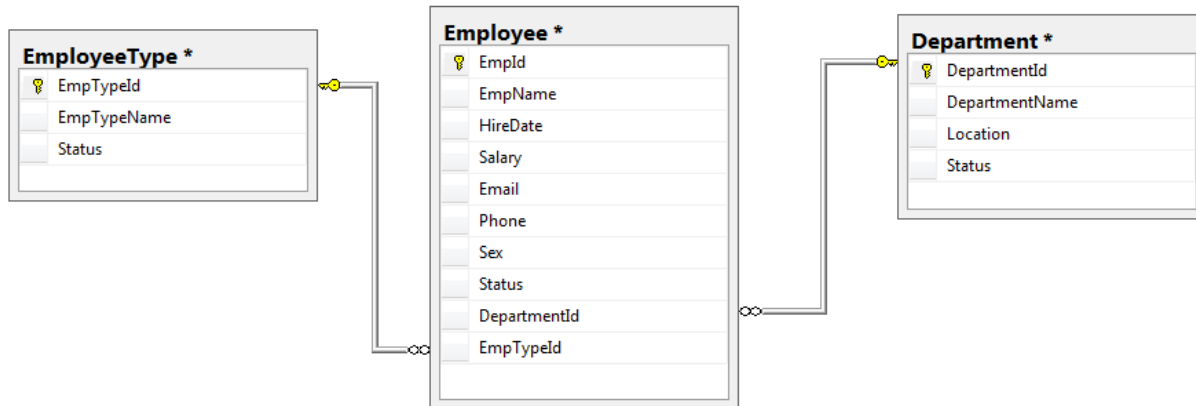 EmployeeType *
EmpTypeId
EmpTypeName
Status
Employee *
EmpId
EmpName
HireDate
Salary
Email
Phone
Sex
Status
DepartmentId
EmpTypeId
Department *
DepartmentId
DepartmentName
Location
Status